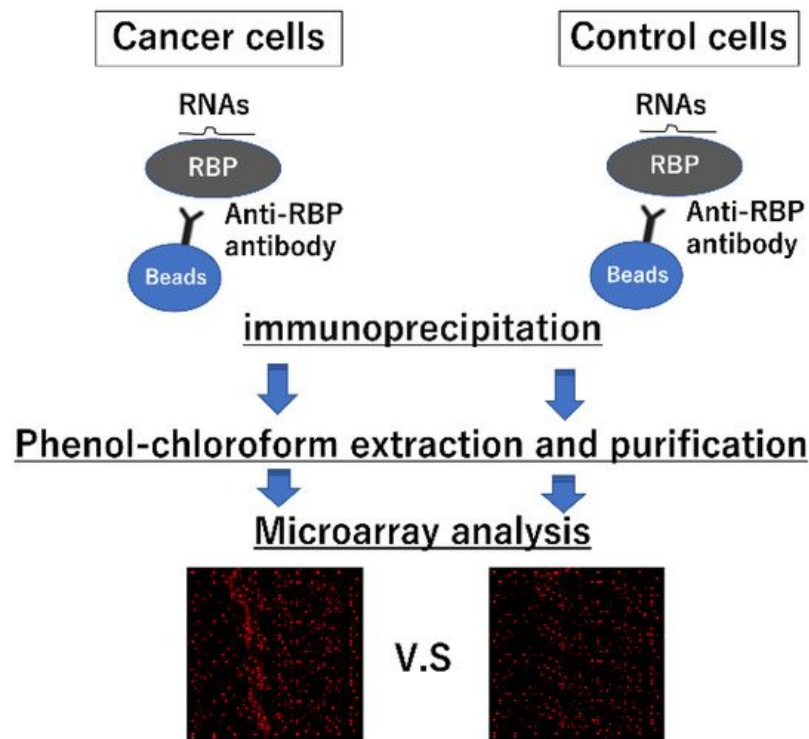 Cancer cells
Control cells
RNAs
RBP
Anti-RBP
antibody
Beads
RNAs
RBP
Anti-RBP
antibody
Beads
immunoprecipitation
Phenol-chloroform extraction and purification
Microarray analysis
V.S